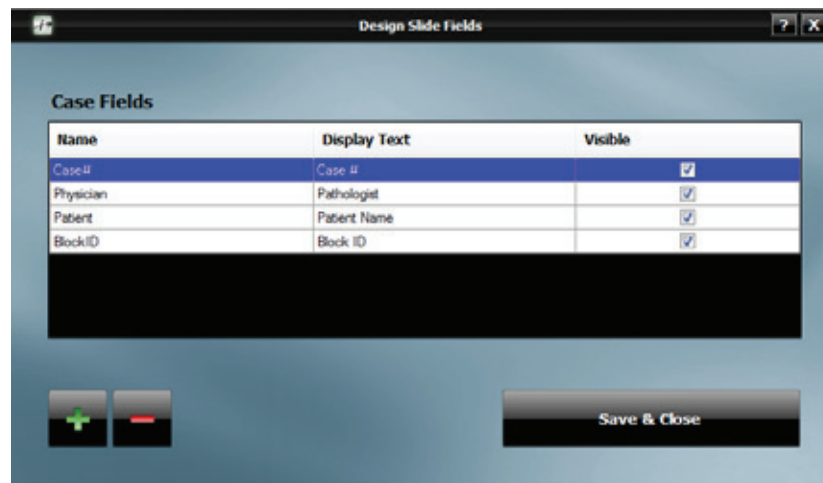 Design Slide Fields ? X
Case Fields
Name Display Text Visible
Case# Case #
Physician Pathologist
Patient Patient Name
BlockID Block ID
Save & Close